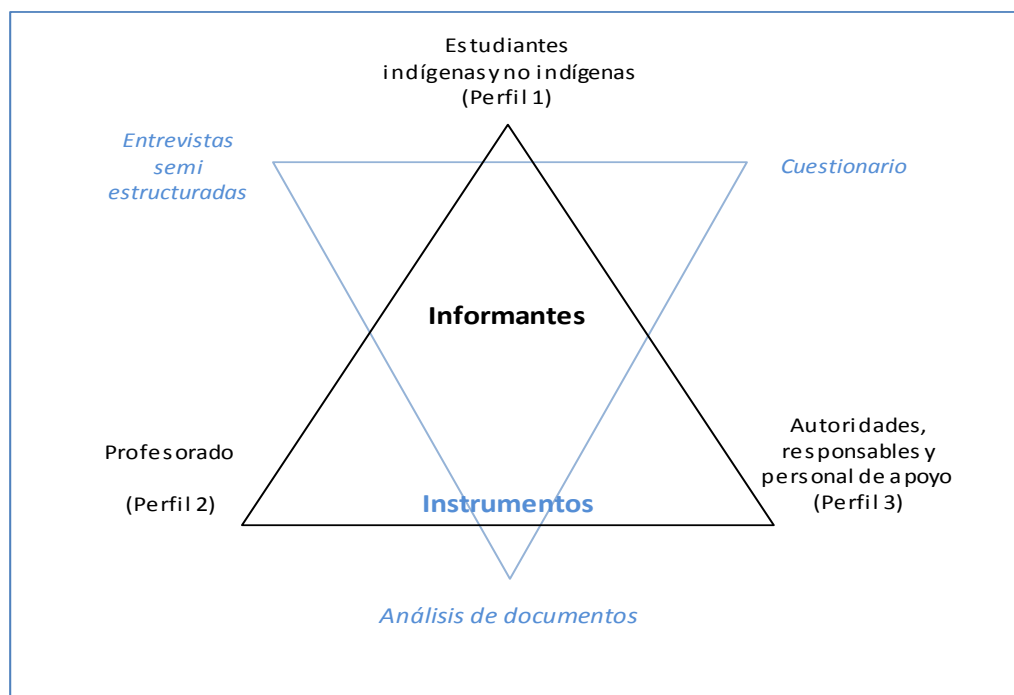 Estudiantes
indígenas y no indígenas
(Perfil 1)
Entrevistas
semi
estructuradas
Cuestionario
Informantes
Profesorado
(Perfil 2)
Autoridades,
responsables y
personal de apoyo
(Perfil 3)
Instrumentos
Análisis de documentos